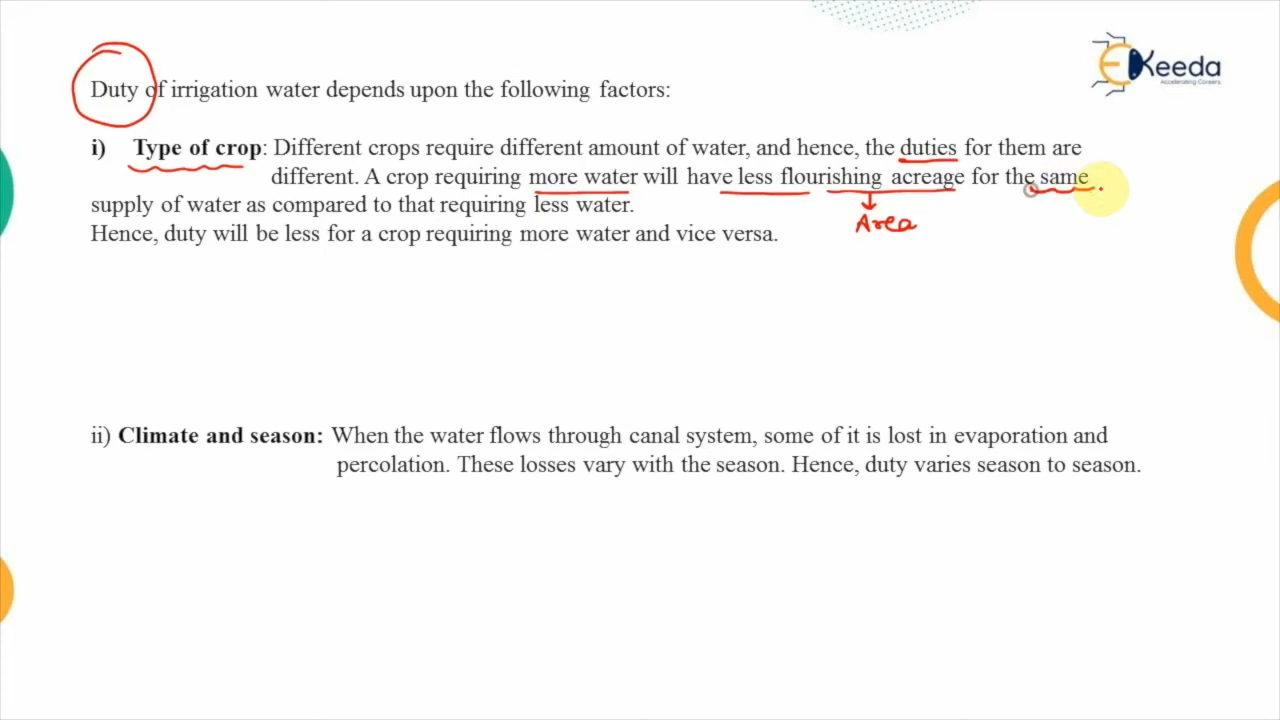 EKeeda
Accelerating Careers
Duty of irrigation water depends upon the following factors:
i) Type of crop: Different crops require different amount of water, and hence, the duties for them are
different. A crop requiring more water will have less flourishing acreage for the same
supply of water as compared to that requiring less water.
Area
Hence, duty will be less for a crop requiring more water and vice versa.
ii) Climate and season: When the water flows through canal system, some of it is lost in evaporation and
percolation. These losses vary with the season. Hence, duty varies season to season.